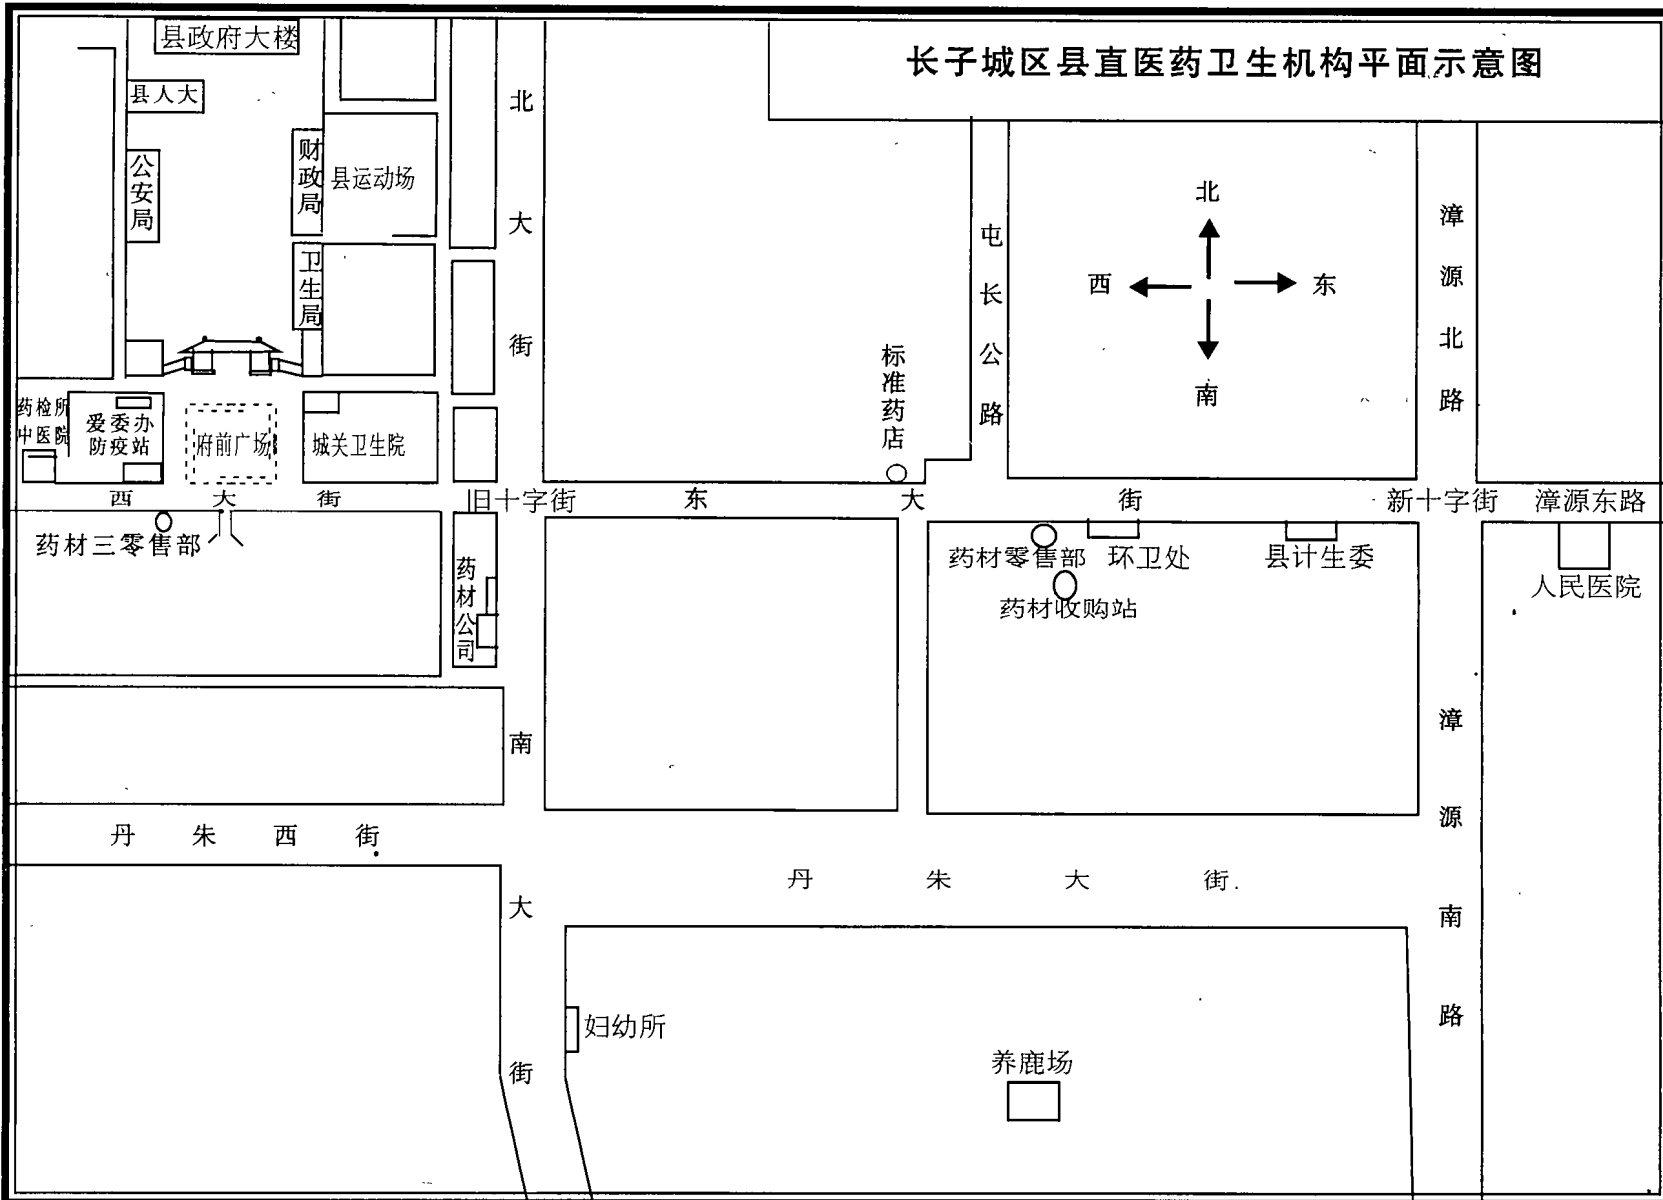 长子城区县直医药卫生机构平面示意图
县政府大楼
县人大
公安局
财政局
县运动场
卫生局
北大街
屯长公路
漳源北路
北
西
东
南
标准药店
药检所
中医院
爱委办
防疫站
府前广场
城关卫生院
西大街
旧十字街
东大街
新十字街
漳源东路
药材三零售部
药材公司
药材零售部
环卫处
县计生委
人民医院
药材收购站
南大街
漳源南路
丹朱西街
丹朱大街
妇幼所
养鹿场